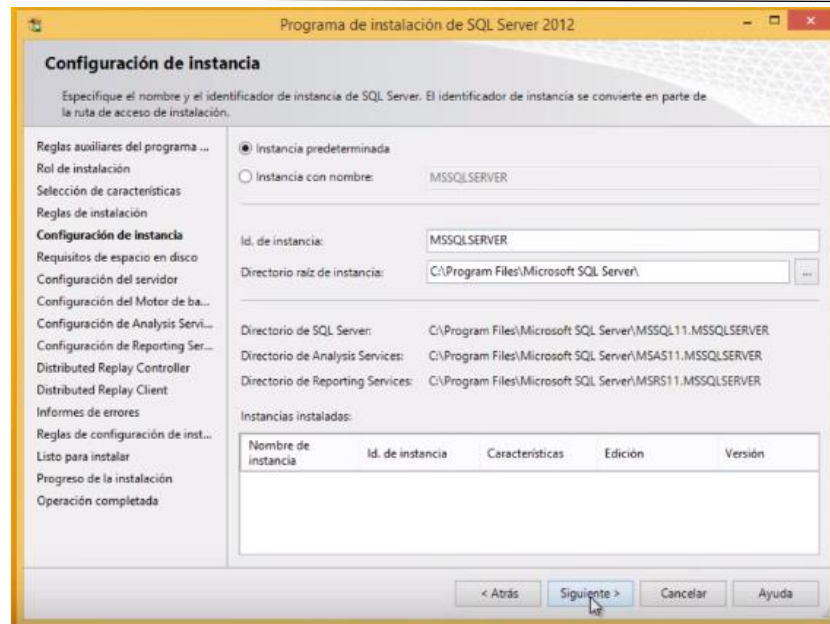 Programa de instalación de SQL Server 2012
Configuración de instancia
Especifique el nombre y el identificador de instancia de SQL Server. El identificador de instancia se convierte en parte de
la ruta de acceso de instalación.
Reglas auxiliares del programa ...
Rol de instalación
Selección de características
Reglas de instalación
Configuración de instancia
Requisitos de espacio en disco
Configuración del servidor
Configuración del Motor de ba...
Configuración de Analysis Servi...
Configuración de Reporting Ser...
Distributed Replay Controller
Distributed Replay Client
Informes de errores
Reglas de configuración de inst...
Listo para instalar
Progreso de la instalación
Operación completada
Instancia predeterminada
Instancia con nombre: MSSQLSERVER
Id. de instancia: MSSQLSERVER
Directorio raíz de instancia: C:\Program Files\Microsoft SQL Server\ ...
Directorio de SQL Server: C:\Program Files\Microsoft SQL Server\MSSQL11.MSSQLSERVER
Directorio de Analysis Services: C:\Program Files\Microsoft SQL Server\MSAS11.MSSQLSERVER
Directorio de Reporting Services: C:\Program Files\Microsoft SQL Server\MSRS11.MSSQLSERVER
Instancias instaladas:
Nombre de instancia Id. de instancia Características Edición Versión
< Atrás Siguiente > Cancelar Ayuda